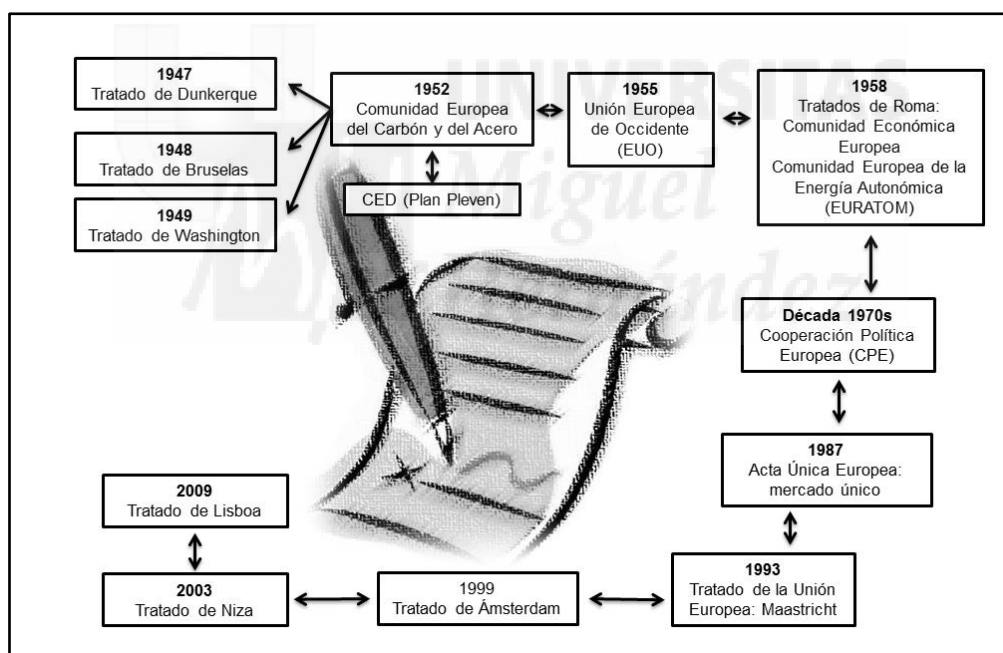 1947
Tratado de Dunkerque
1948
Tratado de Bruselas
1949
Tratado de Washington
1952
Comunidad Europea
del Carbón y del Acero
CED (Plan Pleven)
1955
Unión Europea
de Occidente
(EUO)
1958
Tratados de Roma:
Comunidad Económica
Europea
Comunidad Europea de la
Energía Autonómica
(EURATOM)
Década 1970s
Cooperación Política
Europea (CPE)
1987
Acta Única Europea:
mercado único
1993
Tratado de la Unión
Europea: Maastricht
1999
Tratado de Ámsterdam
2003
Tratado de Niza
2009
Tratado de Lisboa
UNIVERSITAS
Miguel